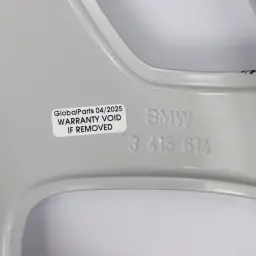 GlobalParts 04/2025
WARRANTY VOID
IF REMOVED
BMW
3 415 614